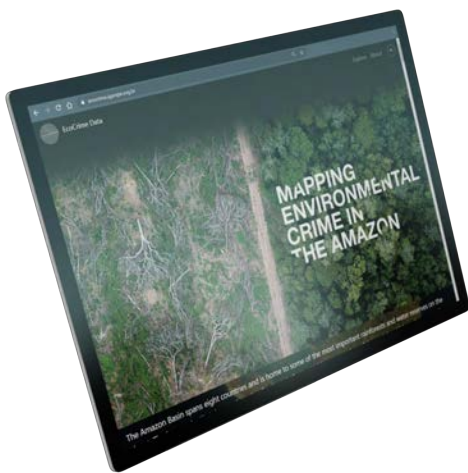 EcoCrime Data
MAPPING
ENVIRONMENTAL
CRIME IN
THE AMAZON
The Amazon Basin spans eight countries and is home to some of the most important rainforests and water reserves on the